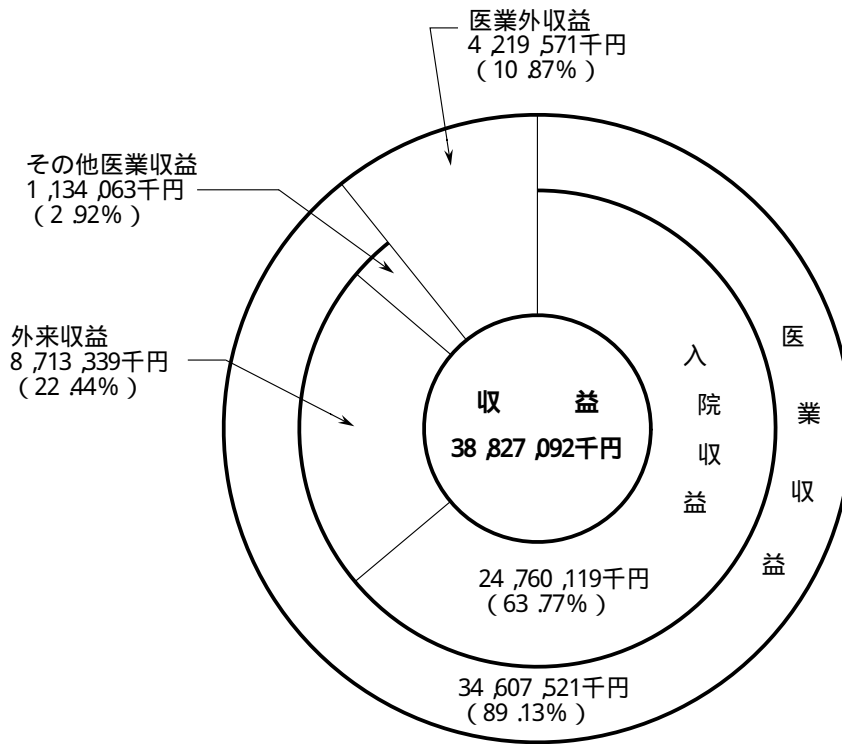 医業外収益
4,219,571千円
(10.87%)
その他医業収益
1,134,063千円
(2.92%)
外来収益
8,713,339千円
(22.44%)
収 益
38,827,092千円
入院収益
24,760,119千円
(63.77%)
医業収益
34,607,521千円
(89.13%)